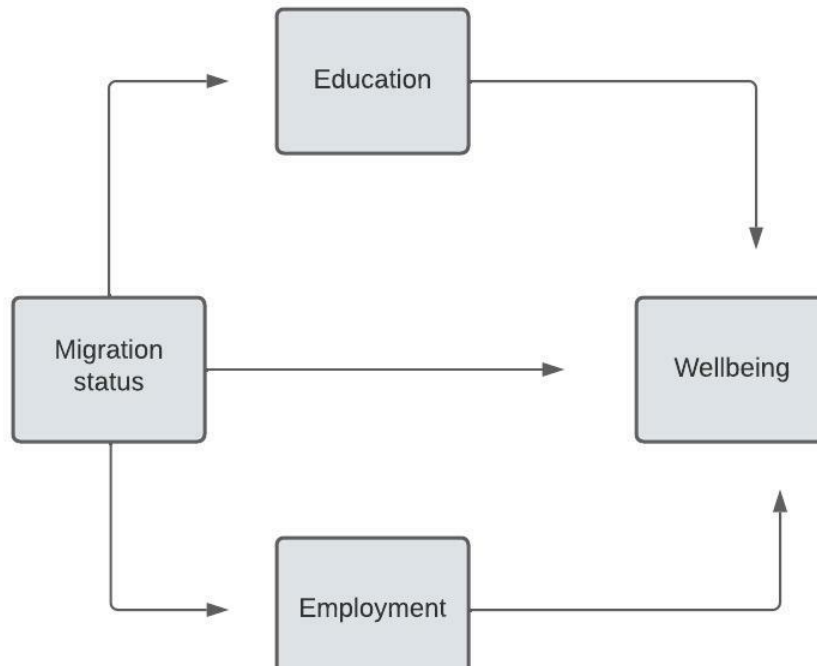 Education
Migration
status
Wellbeing
Employment